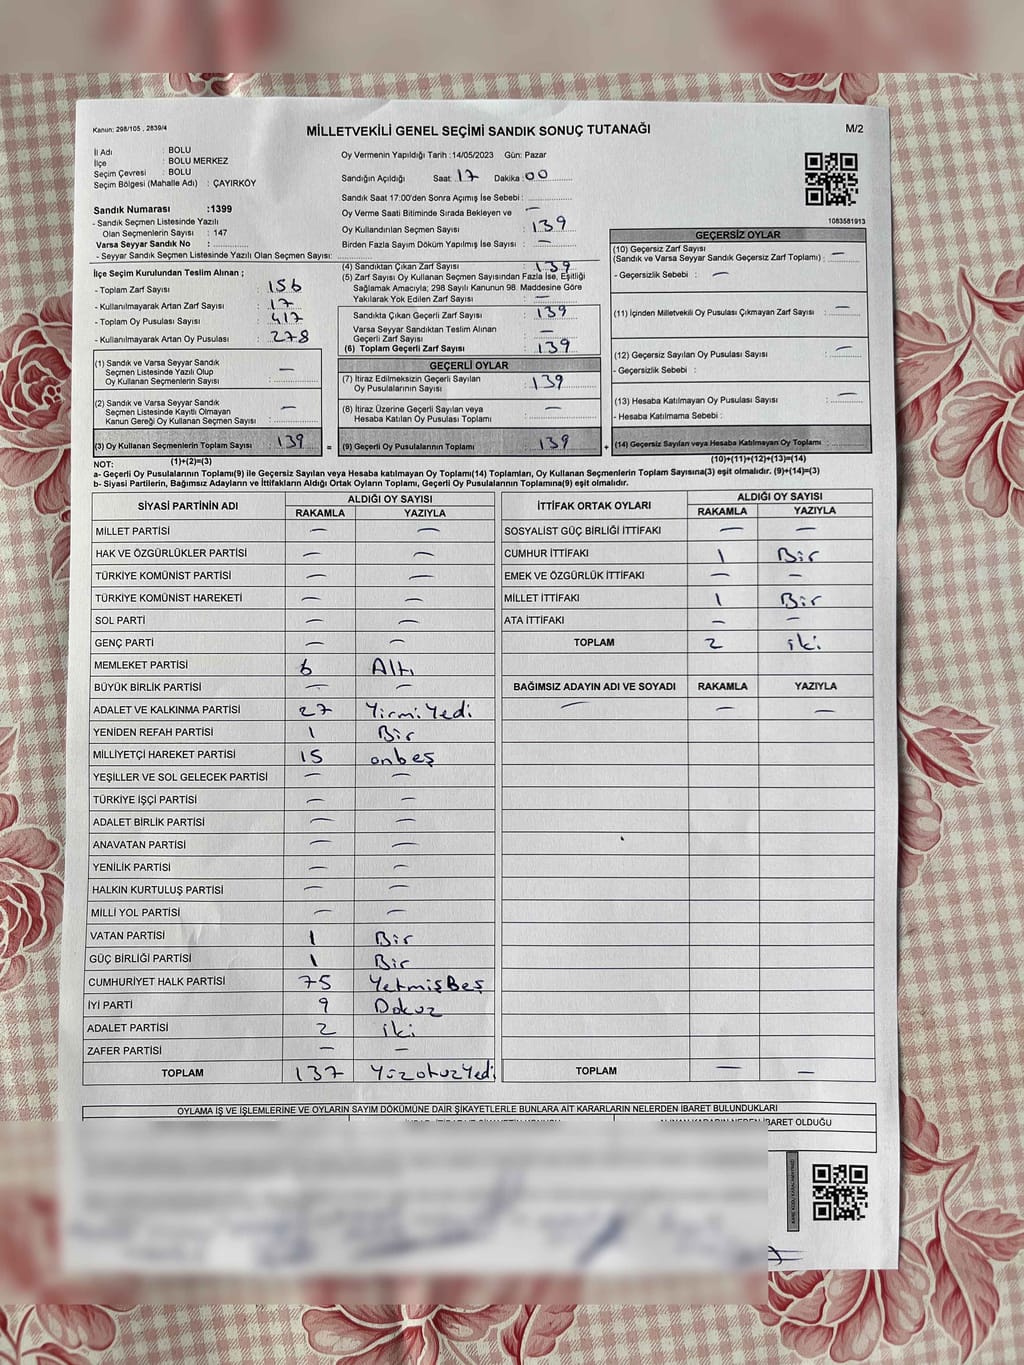 Kanun; 298/105 , 2839/4
MİLLETVEKİLİ GENEL SEÇİMİ SANDIK SONUÇ TUTANAĞI
M/2
İl Adı : BOLU
İlçe : BOLU MERKEZ
Seçim Çevresi : BOLU
Seçim Bölgesi (Mahalle Adı) : ÇAYIRKÖY
Sandık Numarası :1399
- Sandık Seçmen Listesinde Yazılı
Olan Seçmenlerin Sayısı : 147
Varsa Seyyar Sandık No :
- Seyyar Sandık Seçmen Listesinde Yazılı Olan Seçmen Sayısı:
Oy Vermenin Yapıldığı Tarih :14/05/2023 Gün: Pazar
Sandığın Açıldığı Saat: 17 Dakika: 00
Sandık Saat 17:00'den Sonra Açımış İse Sebebi :
Oy Verme Saati Bitiminde Sırada Bekleyen ve —
Oy Kullandırılan Seçmen Sayısı : 139
Birden Fazla Sayım Döküm Yapılmış İse Sayısı : —
1083581913
İlçe Seçim Kurulundan Teslim Alınan ;
- Toplam Zarf Sayısı : 156
- Kullanılmayarak Artan Zarf Sayısı : 17
- Toplam Oy Pusulası Sayısı : 417
- Kullanılmayarak Artan Oy Pusulası : 278
(4) Sandıktan Çıkan Zarf Sayısı : 139
(5) Zarf Sayısı Oy Kullanan Seçmen Sayısından Fazla İse, Eşitliği
Sağlamak Amacıyla; 298 Sayılı Kanunun 98. Maddesine Göre
Yakılarak Yok Edilen Zarf Sayısı : —
Sandıkta Çıkan Geçerli Zarf Sayısı : 139
Varsa Seyyar Sandıktan Teslim Alınan
Geçerli Zarf Sayısı : —
(6) Toplam Geçerli Zarf Sayısı : 139
GEÇERSİZ OYLAR
(10) Geçersiz Zarf Sayısı
(Sandık ve Varsa Seyyar Sandık Geçersiz Zarf Toplamı) : —
- Geçersizlik Sebebi : —
(11) İçinden Milletvekili Oy Pusulası Çıkmayan Zarf Sayısı : —
(12) Geçersiz Sayılan Oy Pusulası Sayısı : —
- Geçersizlik Sebebi :
(13) Hesaba Katılmayan Oy Pusulası Sayısı : —
- Hesaba Katılmama Sebebi :
(14) Geçersiz Sayılan veya Hesaba Katılmayan Oy Toplamı :
(10)+(11)+(12)+(13)=(14)
(1) Sandık ve Varsa Seyyar Sandık
Seçmen Listesinde Yazılı Olup
Oy Kullanan Seçmenlerin Sayısı : —
(2) Sandık ve Varsa Seyyar Sandık
Seçmen Listesinde Kayıtlı Olmayan
Kanun Gereği Oy Kullanan Seçmen Sayısı : —
(3) Oy Kullanan Seçmenlerin Toplam Sayısı : 139 =
(1)+(2)=(3)
GEÇERLİ OYLAR
(7) İtiraz Edilmeksizin Geçerli Sayılan
Oy Pusulalarının Sayısı : 139
(8) İtiraz Üzerine Geçerli Sayılan veya
Hesaba Katılan Oy Pusulası Toplamı : —
(9) Geçerli Oy Pusulalarının Toplamı : 139 +
NOT:
a- Geçerli Oy Pusulalarının Toplamı(9) ile Geçersiz Sayılan veya Hesaba katılmayan Oy Toplamı(14) Toplamları, Oy Kullanan Seçmenlerin Toplam Sayısına(3) eşit olmalıdır. (9)+(14)=(3)
b- Siyasi Partilerin, Bağımsız Adayların ve İttifakların Aldığı Ortak Oyların Toplamı, Geçerli Oy Pusulalarının Toplamına(9) eşit olmalıdır.
SİYASİ PARTİNİN ADI ALDIĞI OY SAYISI
RAKAMLA YAZIYLA
MİLLET PARTİSİ — —
HAK VE ÖZGÜRLÜKLER PARTİSİ — —
TÜRKİYE KOMÜNİST PARTİSİ — —
TÜRKİYE KOMÜNİST HAREKETİ — —
SOL PARTİ — —
GENÇ PARTİ — —
MEMLEKET PARTİSİ 6 Altı
BÜYÜK BİRLİK PARTİSİ — —
ADALET VE KALKINMA PARTİSİ 27 YirmiYedi
YENİDEN REFAH PARTİSİ 1 Bir
MİLLİYETÇİ HAREKET PARTİSİ 15 onbeş
YEŞİLLER VE SOL GELECEK PARTİSİ — —
TÜRKİYE İŞÇİ PARTİSİ — —
ADALET BİRLİK PARTİSİ — —
ANAVATAN PARTİSİ — —
YENİLİK PARTİSİ — —
HALKIN KURTULUŞ PARTİSİ — —
MİLLİ YOL PARTİSİ — —
VATAN PARTİSİ 1 Bir
GÜÇ BİRLİĞİ PARTİSİ 1 Bir
CUMHURİYET HALK PARTİSİ 75 YetmişBeş
İYİ PARTİ 9 Dokuz
ADALET PARTİSİ 2 iki
ZAFER PARTİSİ — —
TOPLAM 137 YüzotuzYedi
İTTİFAK ORTAK OYLARI ALDIĞI OY SAYISI
RAKAMLA YAZIYLA
SOSYALIST GÜÇ BİRLİĞİ İTTİFAKI — —
CUMHUR İTTİFAKI 1 Bir
EMEK VE ÖZGÜRLÜK İTTİFAKI — —
MİLLET İTTİFAKI 1 Bir
ATA İTTİFAKI — —
TOPLAM 2 iki
BAĞIMSIZ ADAYIN ADI VE SOYADI RAKAMLA YAZIYLA
— — —
TOPLAM — —
OYLAMA İŞ VE İŞLEMLERİNE VE OYLARIN SAYIM DÖKÜMÜNE DAİR ŞİKAYETLERLE BUNLARA AİT KARARLARIN NELERDEN İBARET BULUNDUKLARI
ALINAN KARARIN NEDEN İBARET OLDUĞU